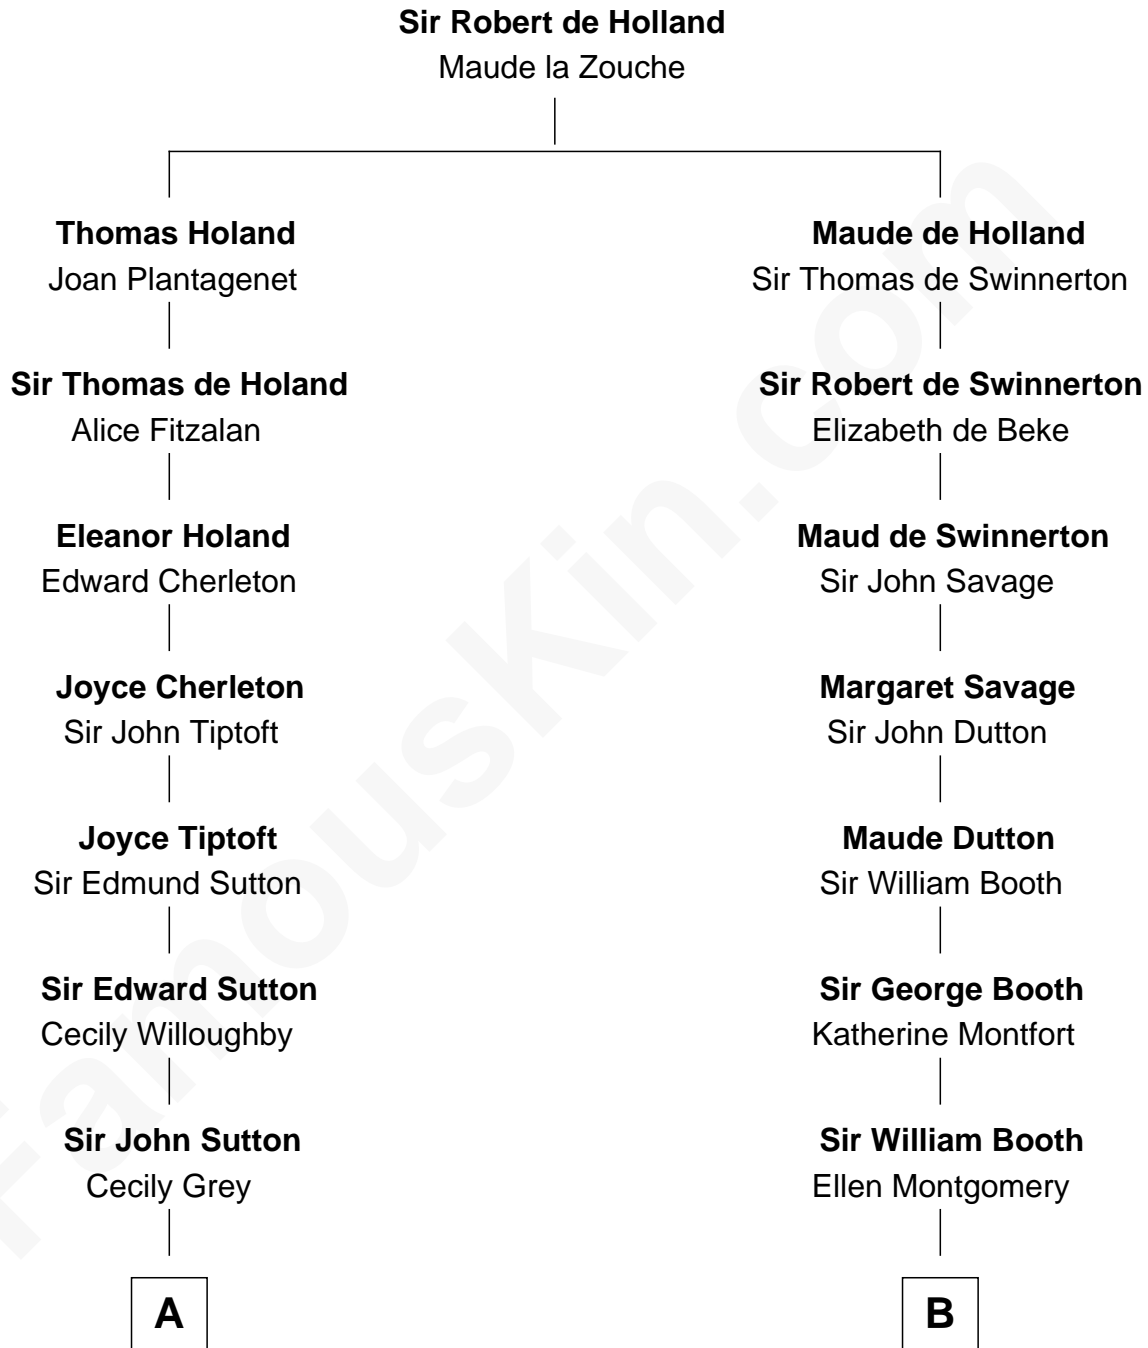 Sir Robert de Holland
Maude la Zouche
Thomas Holand
Joan Plantagenet
Maude de Holland
Sir Thomas de Swinnerton
Sir Thomas de Holand
Alice Fitzalan
Sir Robert de Swinnerton
Elizabeth de Beke
Eleanor Holand
Edward Cherleton
Maud de Swinnerton
Sir John Savage
Joyce Cherleton
Sir John Tiptoft
Margaret Savage
Sir John Dutton
Joyce Tiptoft
Sir Edmund Sutton
Maude Dutton
Sir William Booth
Sir Edward Sutton
Cecily Willoughby
Sir George Booth
Katherine Montfort
Sir John Sutton
Cecily Grey
Sir William Booth
Ellen Montgomery
A
B
FamousKin.com